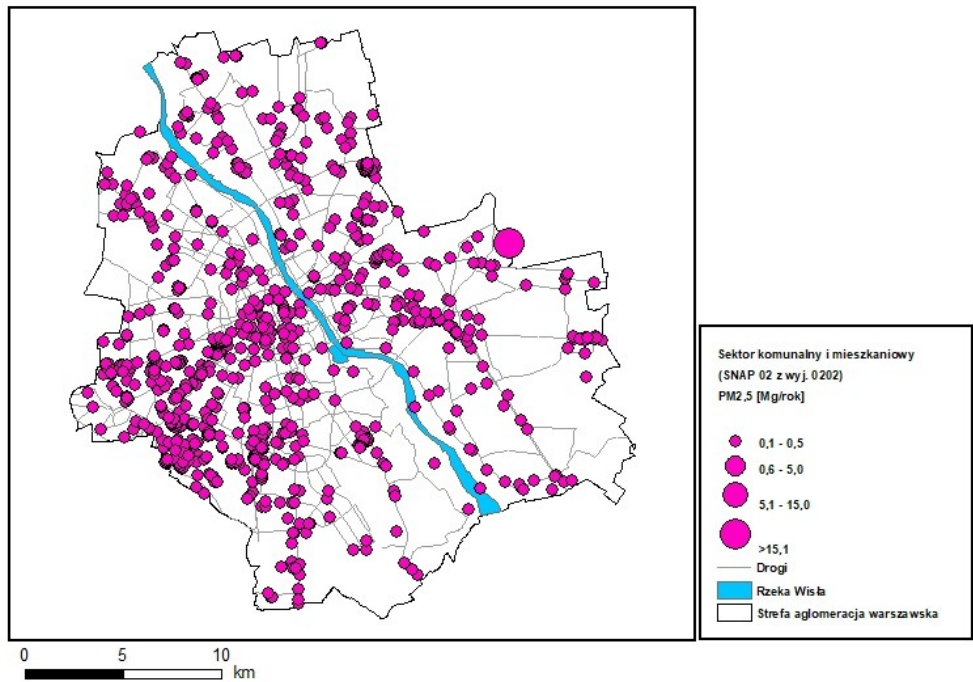 Sektor komunalny i mieszkaniowy
(SNAP 02 z wyj. 0202)
PM2,5 [Mg/rok]
0,1 - 0,5
0,6 - 5,0
5,1 - 15,0
>15,1
Drogi
Rzeka Wisła
Strefa aglomeracja warszawska
0 5 10
km